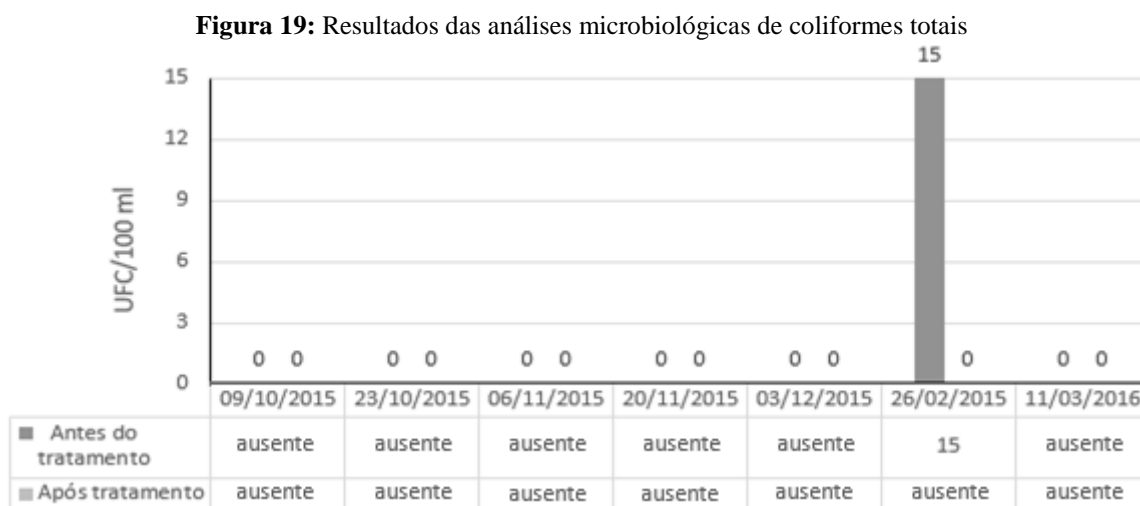 Figura 19: Resultados das análises microbiológicas de coliformes totais
15
15
12
9
6
3
0
UFC/100 ml
0 0 0 0 0 0 0 0 0 0 0 0 0
09/10/2015 23/10/2015 06/11/2015 20/11/2015 03/12/2015 26/02/2015 11/03/2016
Antes do
tratamento ausente ausente ausente ausente ausente 15 ausente
Após tratamento ausente ausente ausente ausente ausente ausente ausente